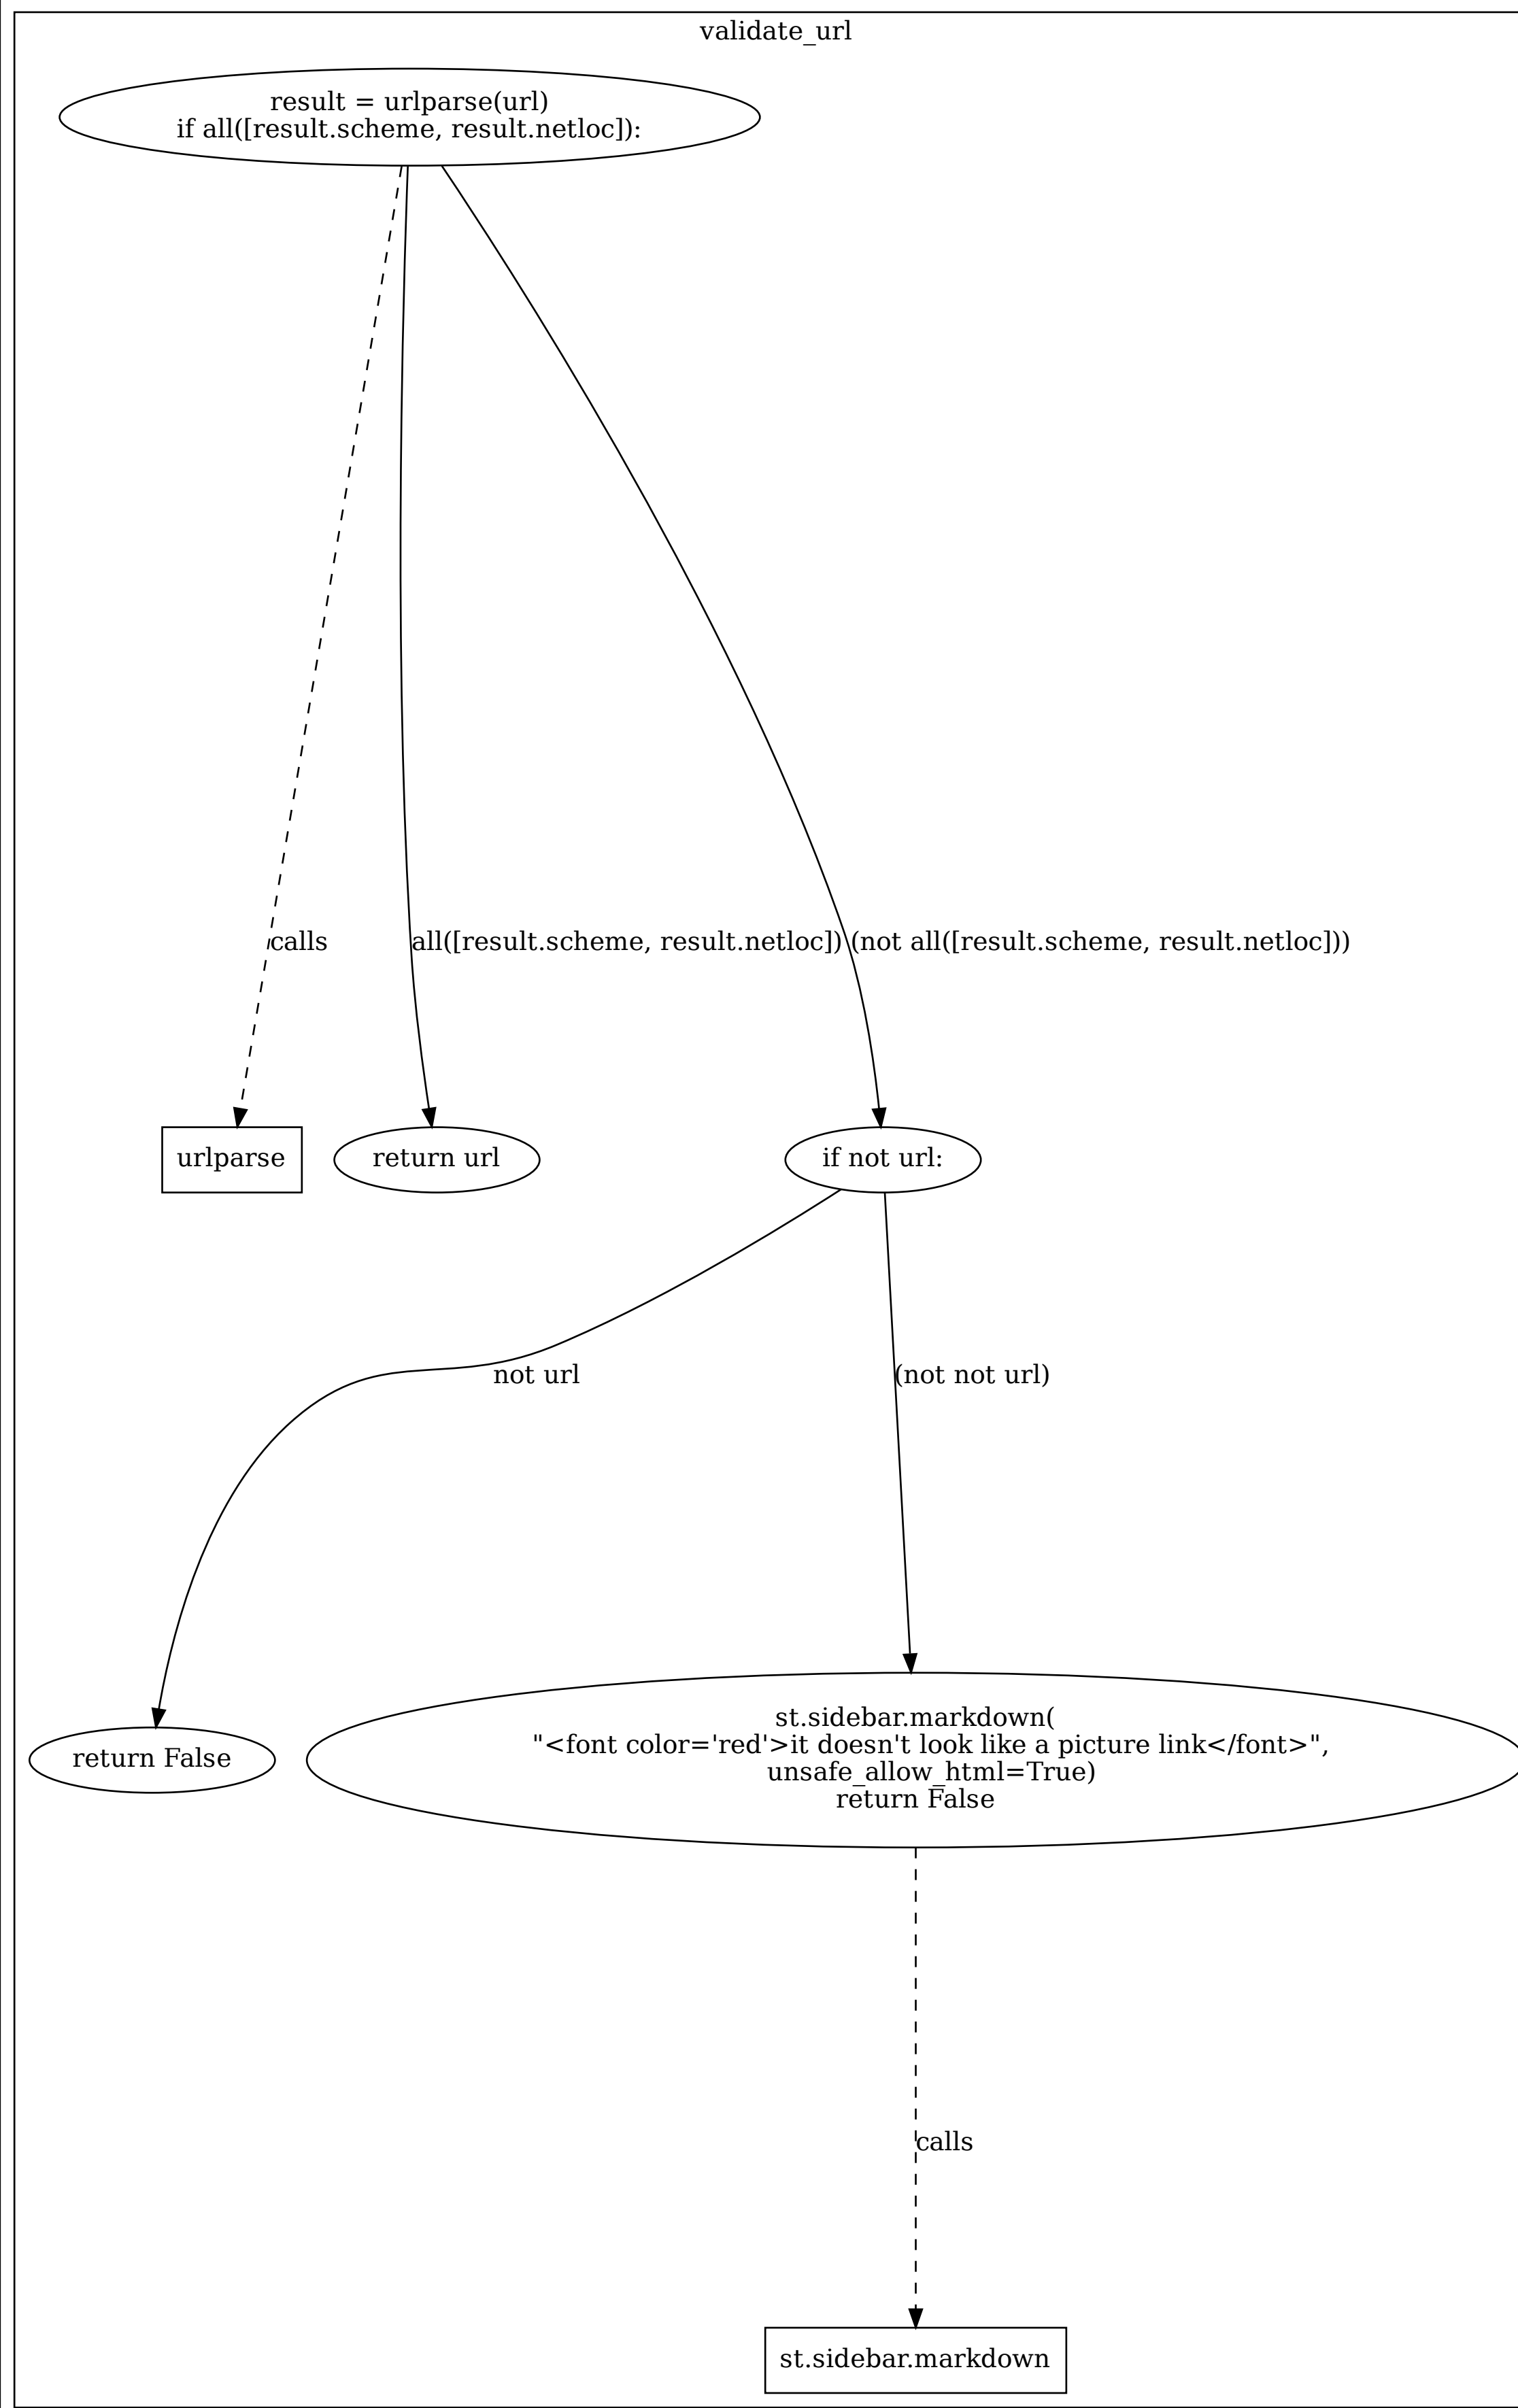 validate_url
result = urlparse(url)
if all([result.scheme, result.netloc]):
calls
all([result.scheme, result.netloc])
(not all([result.scheme, result.netloc]))
urlparse
return url
if not url:
not url
(not not url)
return False
st.sidebar.markdown(
"<font color='red'>it doesn't look like a picture link</font>",
unsafe_allow_html=True)
return False
calls
st.sidebar.markdown